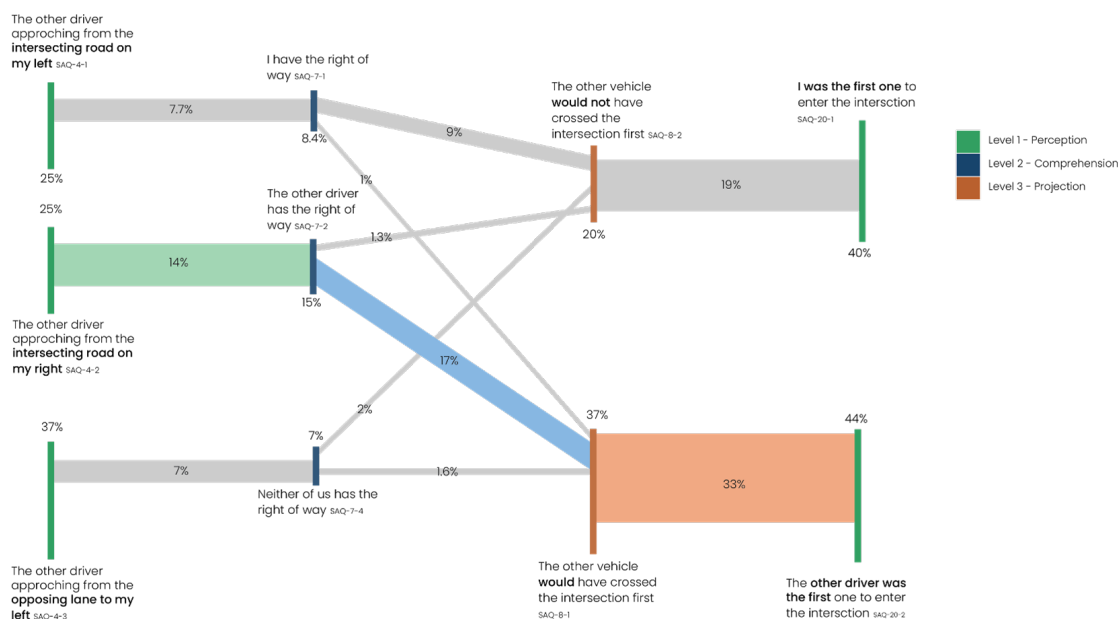 The other driver
approching from the
intersecting road on
my left SAQ-4-1
7.7%
25%
I have the right of
way SAQ-7-1
8.4%
9%
1%
The other vehicle
would not have
crossed the
intersection first SAQ-8-2
20%
19%
I was the first one to
enter the intersction
SAQ-20-1
40%
Level 1 - Perception
Level 2 - Comprehension
Level 3 - Projection
25%
14%
The other driver
approching from the
intersecting road on
my right SAQ-4-2
The other driver
has the right of
way SAQ-7-2
15%
1.3%
17%
37%
7%
The other driver
approching from the
opposing lane to my
left SAQ-4-3
7%
Neither of us has the
right of way SAQ-7-4
2%
1.6%
37%
The other vehicle
would have crossed
the intersection first
SAQ-8-1
33%
44%
The other driver was
the first one to enter
the intersction SAQ-20-2